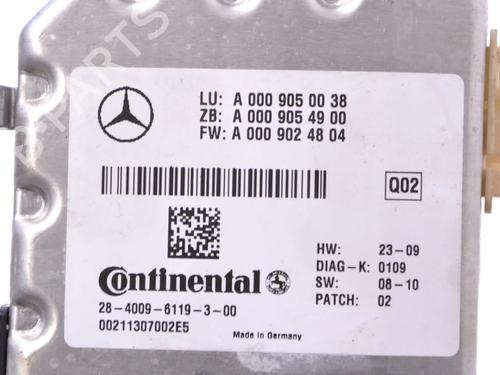 B-PARTS
LU: A 000 905 00 38
ZB: A 000 905 49 00
FW: A 000 902 48 04
Q02
HW: 23-09
DIAG-K: 0109
SW: 08-10
PATCH: 02
Continental
28-4009-6119-3-00
00211307002E5
Made in Germany